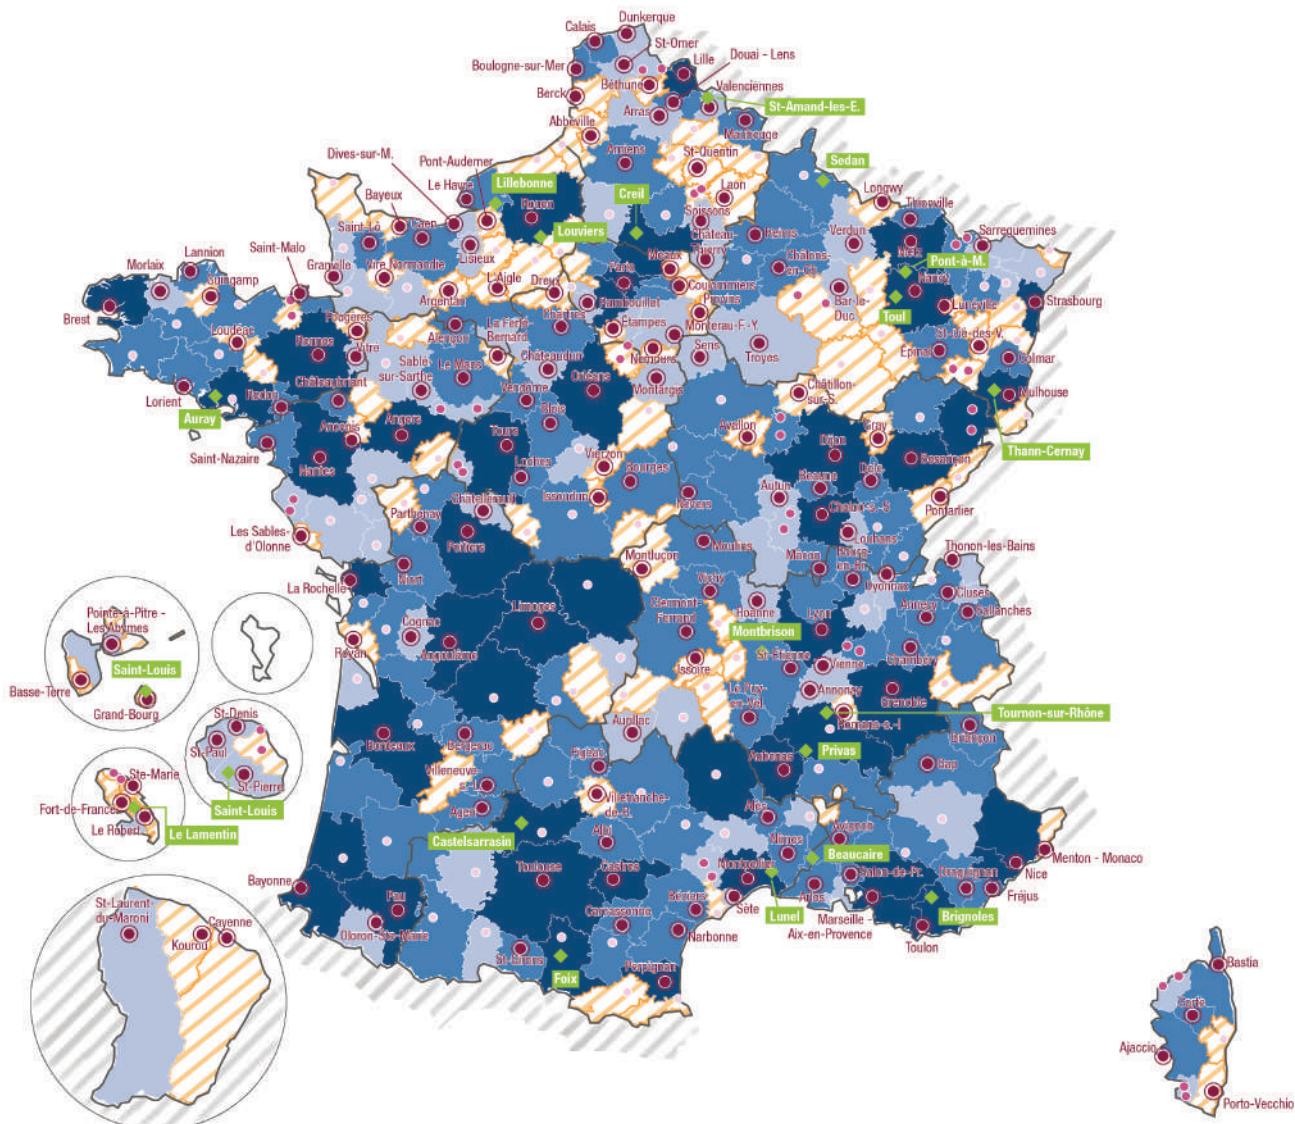 Dunkerque
Calais
St-Omer
Lille
Douai - Lens
Boulogne-sur-Mer
Béthune
Valenciennes
Berck
St-Amand-les-E.
Arras
Abbeville
Maubeuge
Dives-sur-M.
Pont-Audemer
Amiens
St-Quentin
Sedan
Bayeux
Le Havre
Lillebonne
Creil
Laon
Longwy
Thionville
Rouen
Soissons
Saint-Lô
Caen
Louviers
Château-
Thierry
Reims
Verdun
Metz
Sarreguemines
Lannion
Saint-Malo
Lisieux
Châlons-
en-Ch.
Pont-à-M.
Morlaix
Granville
Vire Normandie
L'Aigle
Dreux
Paris
Meaux
Coulommiers
Bar-le-
Duc
Nancy
Guingamp
Argentan
Rambouillet
Provins
Lunéville
Strasbourg
Brest
Fougères
Alençon
La Ferté-
Bernard
Chartres
Étampes
Montereau-F.-Y.
Toul
St-Dié-des-V.
Loudéac
Rennes
Vitré
Châteaudun
Nemours
Sens
Troyes
Épinal
Colmar
Sablé-
sur-Sarthe
Le Mans
Orléans
Montargis
Châtillon-
sur-S.
Mulhouse
Lorient
Auray
Redon
Châteaubriant
Vendôme
Blois
Avallon
Gray
Thann-Cernay
Ancenis
Angers
Tours
Dijon
Saint-Nazaire
Nantes
Loches
Vierzon
Bourges
Beaune
Dole
Besançon
Issoudun
Nevers
Autun
Châtellerault
Chalon-s.-S
Pontarlier
Parthenay
Les Sables-
d'Olonne
Poitiers
Louhans
Montluçon
Moulins
Mâcon
Bourg-
en-Br.
Thonon-les-Bains
Niort
La Rochelle
Vichy
Oyonnax
Cluses
Pointe-à-Pitre -
Les Abymes
Limoges
Clermont-
Ferrand
Roanne
Lyon
Annecy
Sallanches
Saint-Louis
Cognac
Montbrison
Royan
Angoulême
St-Étienne
Vienne
Chambéry
Basse-Terre
Issoire
Grand-Bourg
Le Puy-
en-Vel.
Annonay
Grenoble
St-Denis
Tournon-sur-Rhône
Romans-s.-I
St-Paul
Bordeaux
Bergerac
Aurillac
Briançon
Ste-Marie
Figeac
Aubenas
Privas
Gap
St-Pierre
Villeneuve-
s.-L.
Fort-de-France
Saint-Louis
Agen
Villefranche-
de-R.
Alès
Le Robert
Le Lamentin
Castelsarrasin
Albi
Avignon
Nîmes
Beaucaire
Menton - Monaco
Toulouse
Castres
Montpellier
Salon-de-Pr.
Draguignan
Nice
Bayonne
Pau
Béziers
Sète
Lunel
Arles
Fréjus
St-Laurent-
du-Maroni
Cayenne
Carcassonne
Marseille -
Aix-en-Provence
Brignoles
Kourou
Oloron-Ste-Marie
Narbonne
Toulon
St-Girons
Foix
Perpignan
Bastia
Corte
Ajaccio
Porto-Vecchio